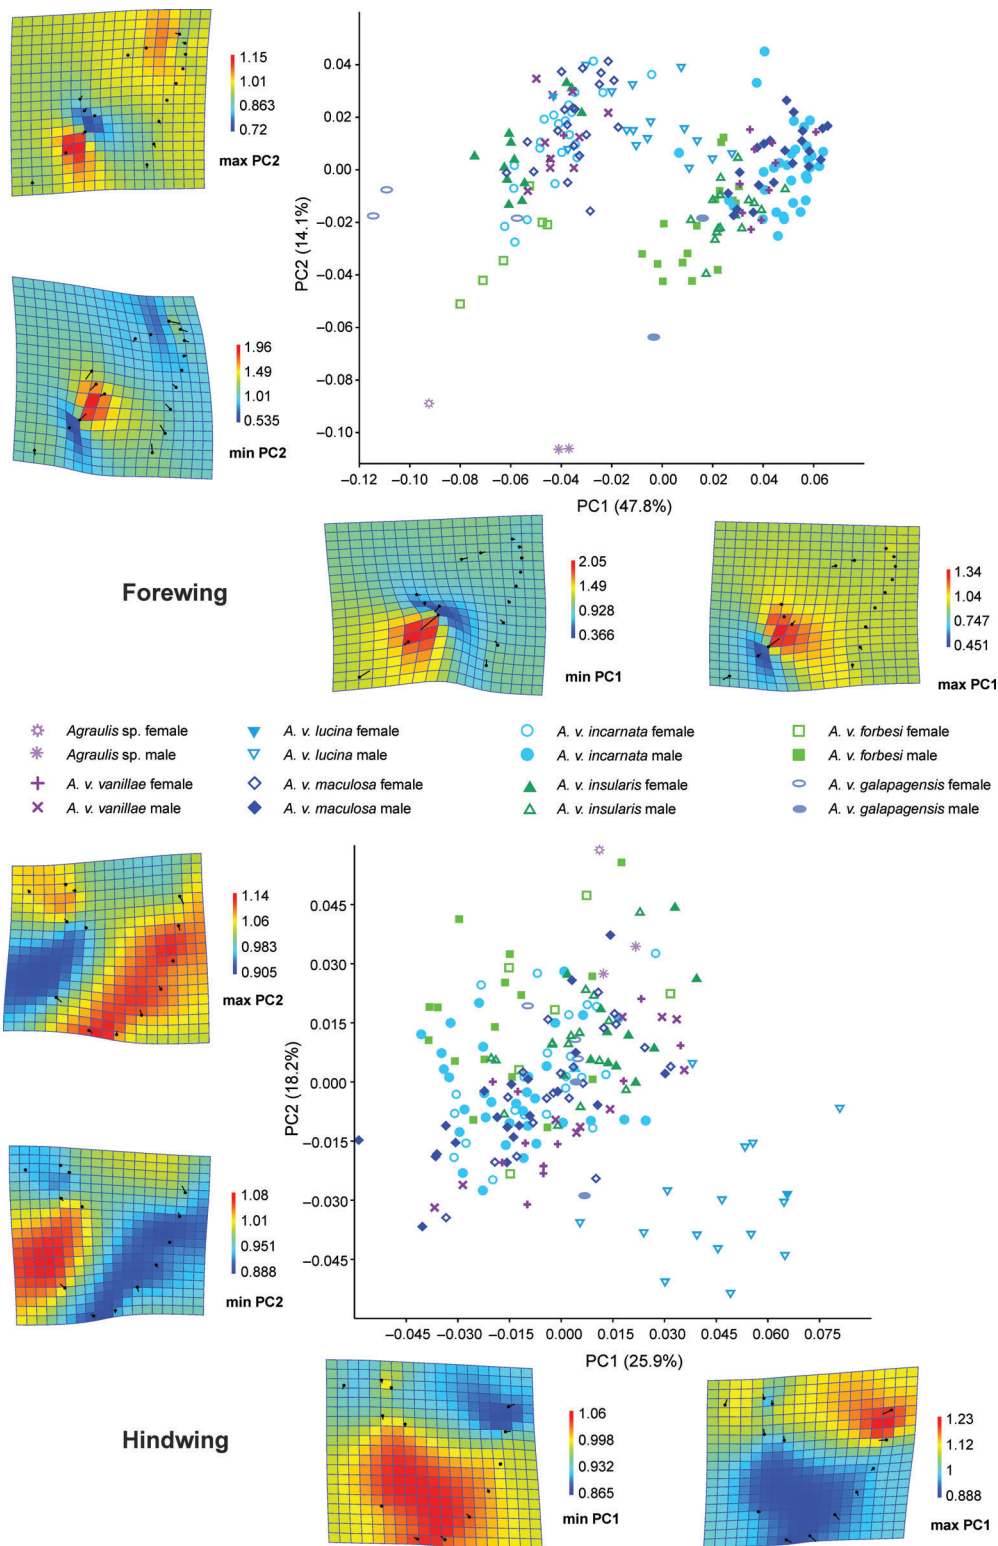 1.15
1.01
0.863
0.72
max PC2
1.96
1.49
1.01
0.535
min PC2
PC2 (14.1%)
0.04
0.02
0.00
−0.02
−0.04
−0.06
−0.08
−0.10
−0.12 −0.10 −0.08 −0.06 −0.04 −0.02 0.00 0.02 0.04 0.06
PC1 (47.8%)
Forewing
2.05
1.49
0.928
0.366
min PC1
1.34
1.04
0.747
0.451
max PC1
Agraulis sp. female
Agraulis sp. male
A. v. vanillae female
A. v. vanillae male
A. v. lucina female
A. v. lucina male
A. v. maculosa female
A. v. maculosa male
A. v. incarnata female
A. v. incarnata male
A. v. insularis female
A. v. insularis male
A. v. forbesi female
A. v. forbesi male
A. v. galapagensis female
A. v. galapagensis male
1.14
1.06
0.983
0.905
max PC2
1.08
1.01
0.951
0.888
min PC2
PC2 (18.2%)
0.045
0.030
0.015
0.000
−0.015
−0.030
−0.045
−0.045 −0.030 −0.015 0.000 0.015 0.030 0.045 0.060 0.075
PC1 (25.9%)
Hindwing
1.06
0.998
0.932
0.865
min PC1
1.23
1.12
1
0.888
max PC1